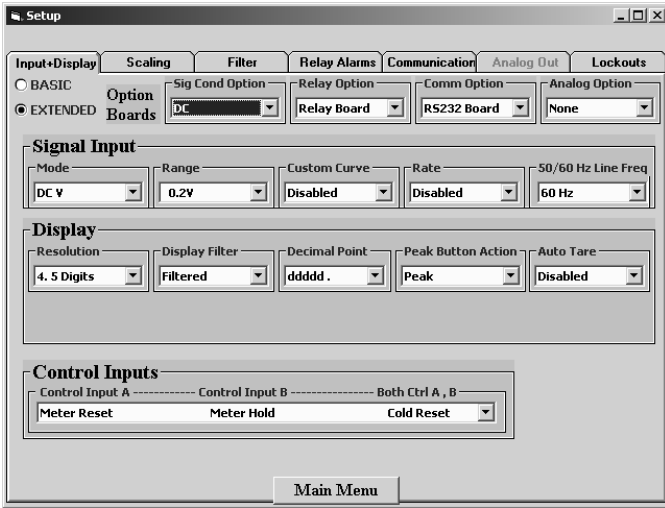 Setup
Input+Display Scaling Filter Relay Alarms Communication Analog Out Lockouts
BASIC
EXTENDED
Option Boards
Sig Cond Option Relay Option Comm Option Analog Option
DC Relay Board RS232 Board None
Signal Input
Mode Range Custom Curve Rate 50/60 Hz Line Freq
DC V 0.2V Disabled Disabled 60 Hz
Display
Resolution Display Filter Decimal Point Peak Button Action Auto Tare
4. 5 Digits Filtered ddddd . Peak Disabled
Control Inputs
Control Input A ------------ Control Input B ---------------- Both Ctrl A , B
Meter Reset Meter Hold Cold Reset
Main Menu